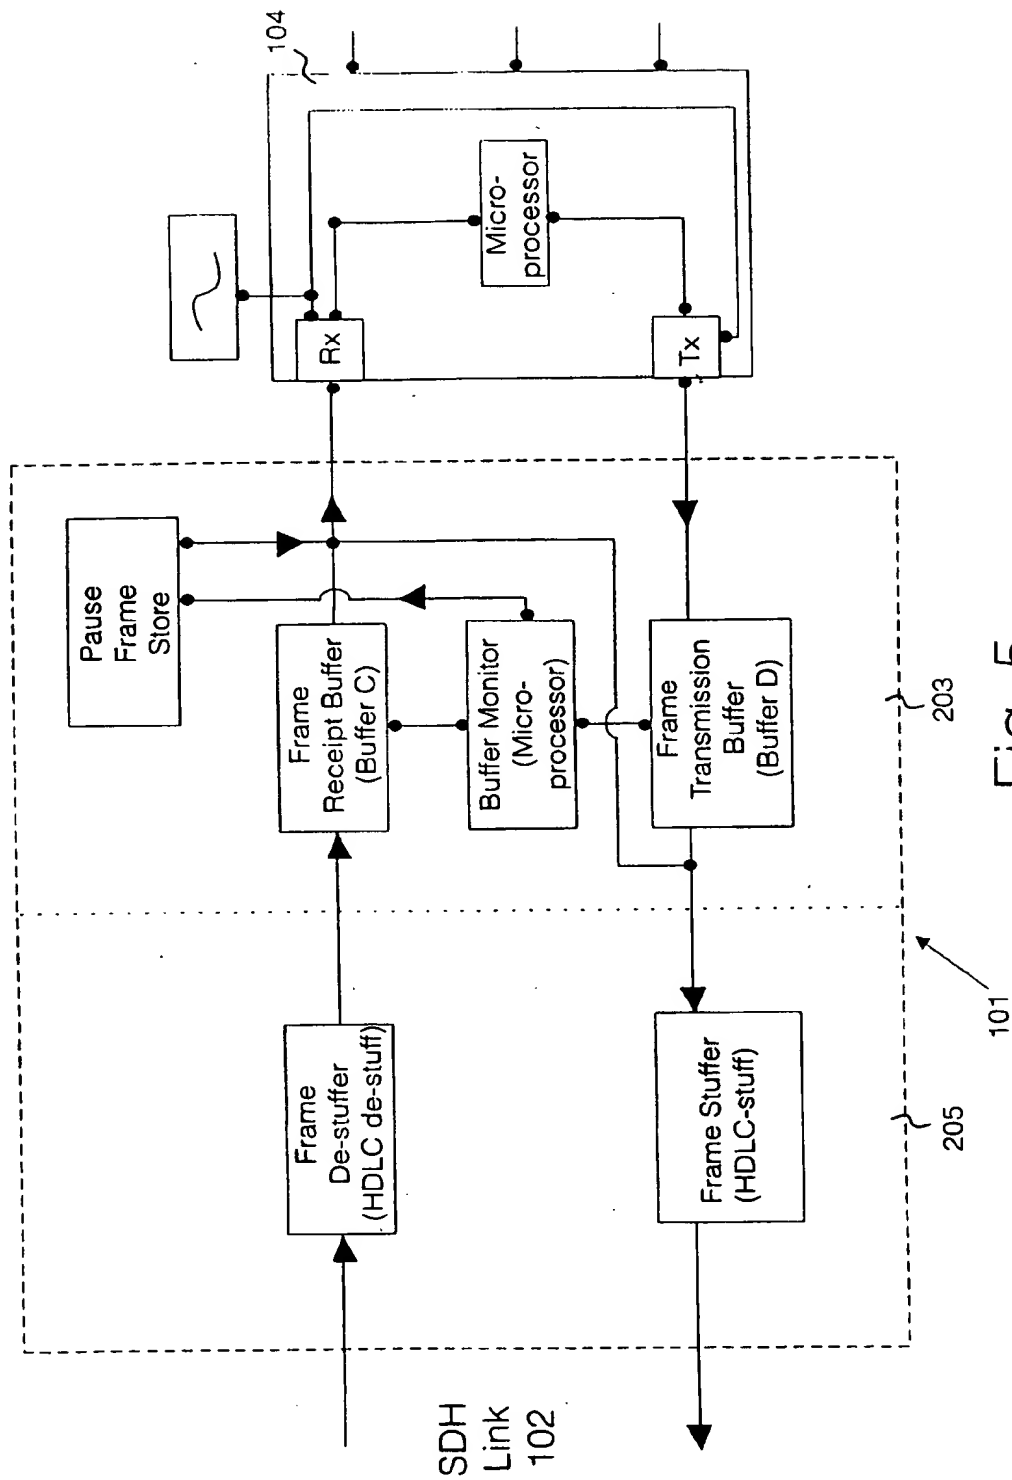 104
Micro-
processor
Rx
Tx
Pause
Frame
Store
Frame
Receipt Buffer
(Buffer C)
Buffer Monitor
(Micro-
processor)
Frame
Transmission
Buffer
(Buffer D)
203
Frame
De-stuffer
(HDLC de-stuff)
Frame Stuffer
(HDLC-stuff)
205
101
SDH
Link
102
Fig. 5